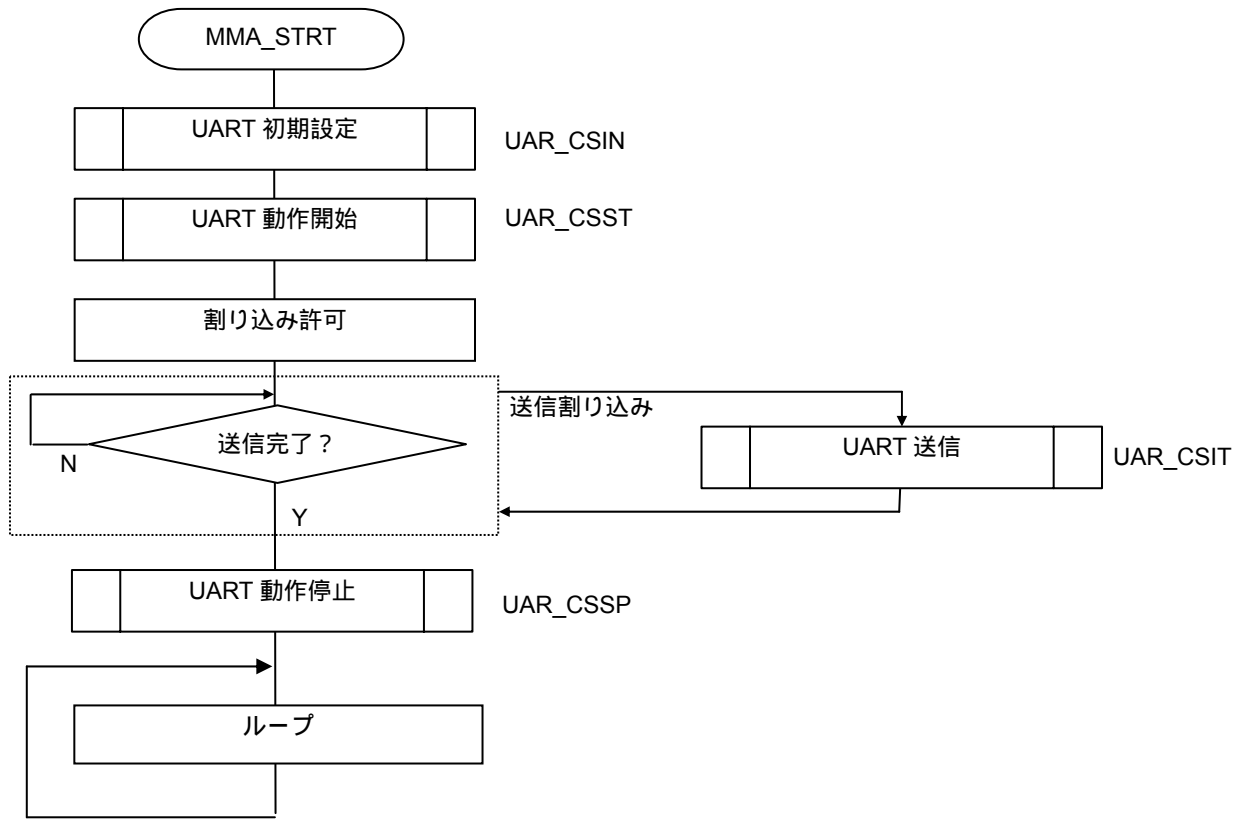 MMA_STRT
UART 初期設定
UAR_CSIN
UART 動作開始
UAR_CSST
割り込み許可
送信割り込み
送信完了？
N
Y
UART 送信
UAR_CSIT
UART 動作停止
UAR_CSSP
ループ